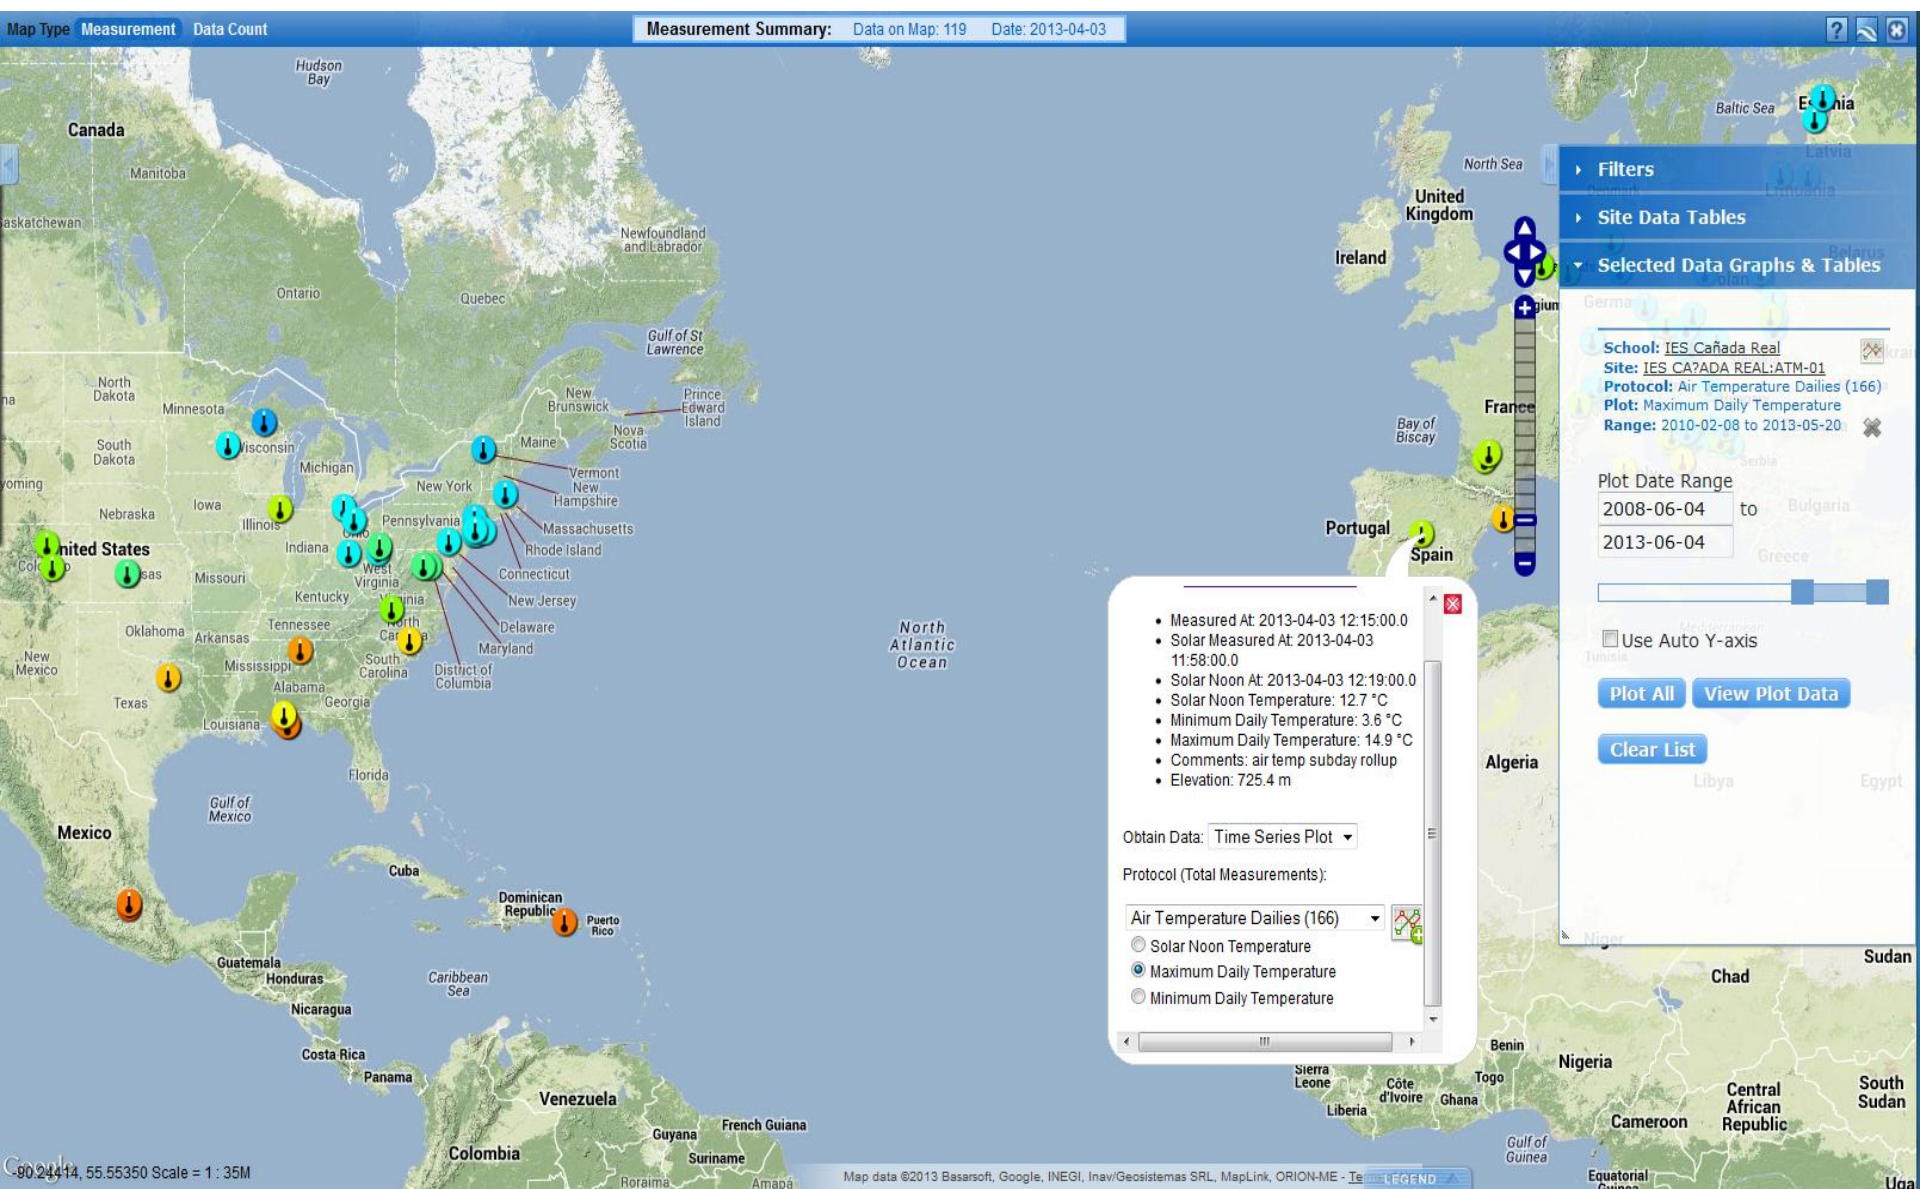 Map Type Measurement Data Count
Measurement Summary: Data on Map: 119 Date: 2013-04-03
?
Hudson
Bay
Canada
Manitoba
Saskatchewan
Ontario
Quebec
Newfoundland
and Labrador
Gulf of St
Lawrence
North
Dakota
Minnesota
South
Dakota
Wisconsin
Michigan
New
Brunswick
Prince
Edward
Island
Nova
Scotia
Maine
Vermont
New
Hampshire
New York
Massachusetts
Rhode Island
Connecticut
New Jersey
Delaware
Maryland
District of
Columbia
Wyoming
Nebraska
Iowa
Illinois
Indiana
Ohio
Pennsylvania
West
Virginia
United States
Missouri
Kentucky
Virginia
Oklahoma
Arkansas
Tennessee
North
Carolina
New
Mexico
Mississippi
South
Carolina
Alabama
Georgia
Texas
Louisiana
Florida
Gulf of
Mexico
Mexico
Cuba
Dominican
Republic
Puerto
Rico
Guatemala
Honduras
Caribbean
Sea
Nicaragua
Costa Rica
Panama
Venezuela
Guyana
French Guiana
Suriname
Colombia
Roraima
Amapá
North
Atlantic
Ocean
Baltic Sea
Estonia
Latvia
Lithuania
North Sea
United
Kingdom
Ireland
Belarus
France
Bay of
Biscay
Portugal
Spain
Serbia
Bulgaria
Greece
Tunisia
Algeria
Libya
Egypt
Niger
Chad
Sudan
Benin
Nigeria
Togo
Sierra
Leone
Côte
d'Ivoire
Ghana
Liberia
Central
African
Republic
South
Sudan
Cameroon
Gulf of
Guinea
Equatorial
Guinea
Filters
Site Data Tables
Selected Data Graphs & Tables
School: IES Cañada Real
Site: IES CA?ADA REAL:ATM-01
Protocol: Air Temperature Dailies (166)
Plot: Maximum Daily Temperature
Range: 2010-02-08 to 2013-05-20
Plot Date Range
2008-06-04 to
2013-06-04
Use Auto Y-axis
Plot All View Plot Data
Clear List
• Measured At: 2013-04-03 12:15:00.0
• Solar Measured At: 2013-04-03
11:58:00.0
• Solar Noon At: 2013-04-03 12:19:00.0
• Solar Noon Temperature: 12.7 °C
• Minimum Daily Temperature: 3.6 °C
• Maximum Daily Temperature: 14.9 °C
• Comments: air temp subday rollup
• Elevation: 725.4 m
Obtain Data: Time Series Plot
Protocol (Total Measurements):
Air Temperature Dailies (166)
Solar Noon Temperature
Maximum Daily Temperature
Minimum Daily Temperature
-90.24414, 55.55350 Scale = 1 : 35M
Map data ©2013 Basarsoft, Google, INEGI, Inav/Geosistemas SRL, MapLink, ORION-ME -
LEGEND